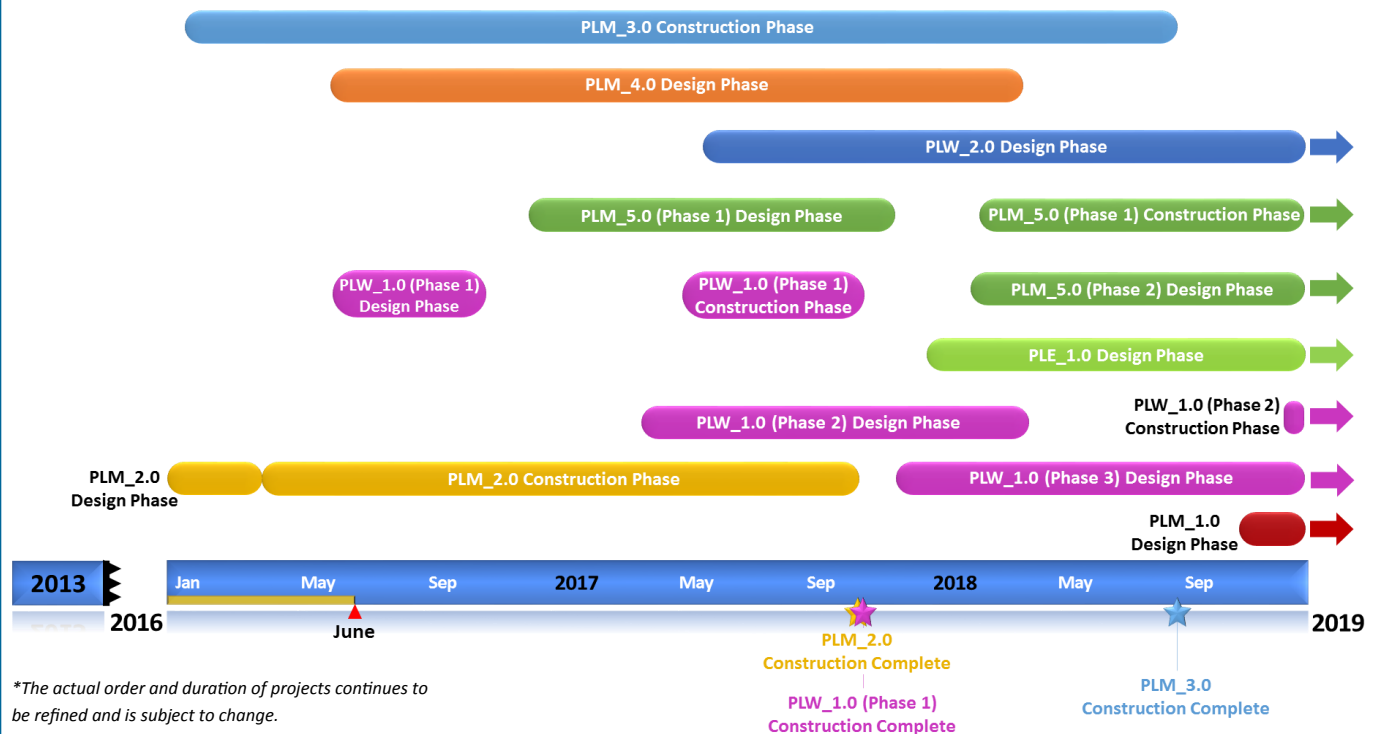 PLM_3.0 Construction Phase
PLM_4.0 Design Phase
PLW_2.0 Design Phase
PLM_5.0 (Phase 1) Design Phase
PLM_5.0 (Phase 1) Construction Phase
PLW_1.0 (Phase 1)
Design Phase
PLW_1.0 (Phase 1)
Construction Phase
PLM_5.0 (Phase 2) Design Phase
PLE_1.0 Design Phase
PLW_1.0 (Phase 2) Design Phase
PLW_1.0 (Phase 2)
Construction Phase
PLM_2.0
Design Phase
PLM_2.0 Construction Phase
PLW_1.0 (Phase 3) Design Phase
PLM_1.0
Design Phase
2013
Jan May Sep 2017 May Sep 2018 May Sep
2016
2019
June
PLM_2.0
Construction Complete
PLW_1.0 (Phase 1)
Construction Complete
PLM_3.0
Construction Complete
*The actual order and duration of projects continues to
be refined and is subject to change.